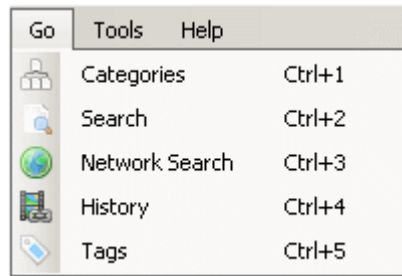 Go Tools Help
Categories Ctrl+1
Search Ctrl+2
Network Search Ctrl+3
History Ctrl+4
Tags Ctrl+5